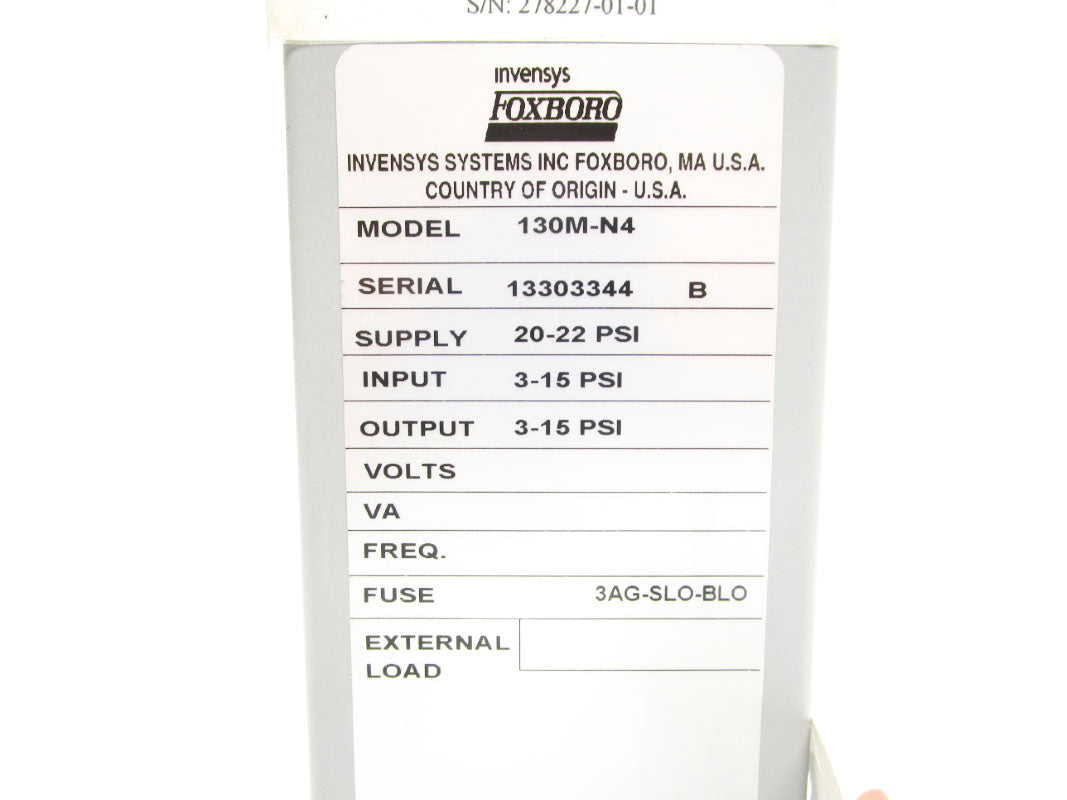 S/N: 278227-01-01
invensys
FOXBORO
INVENSYS SYSTEMS INC FOXBORO, MA U.S.A.
COUNTRY OF ORIGIN - U.S.A.
MODEL 130M-N4
SERIAL 13303344 B
SUPPLY 20-22 PSI
INPUT 3-15 PSI
OUTPUT 3-15 PSI
VOLTS
VA
FREQ.
FUSE 3AG-SLO-BLO
EXTERNAL
LOAD